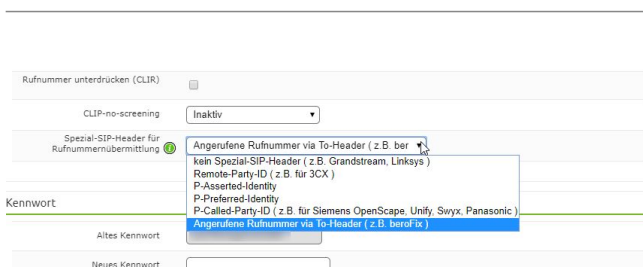 Rufnummer unterdrücken (CLIR)
CLIP-no-screening
Inaktiv
Spezial-SIP-Header für
Rufnummernübermittlung
Angerufene Rufnummer via To-Header ( z.B. ber
kein Spezial-SIP-Header ( z.B. Grandstream, Linksys )
Remote-Party-ID ( z.B. für 3CX )
P-Asserted-Identity
P-Preferred-Identity
P-Called-Party-ID ( z.B. für Siemens OpenScape, Unify, Swyx, Panasonic )
Angerufene Rufnummer via To-Header ( z.B. beroFix )
Kennwort
Altes Kennwort
Neues Kennwort